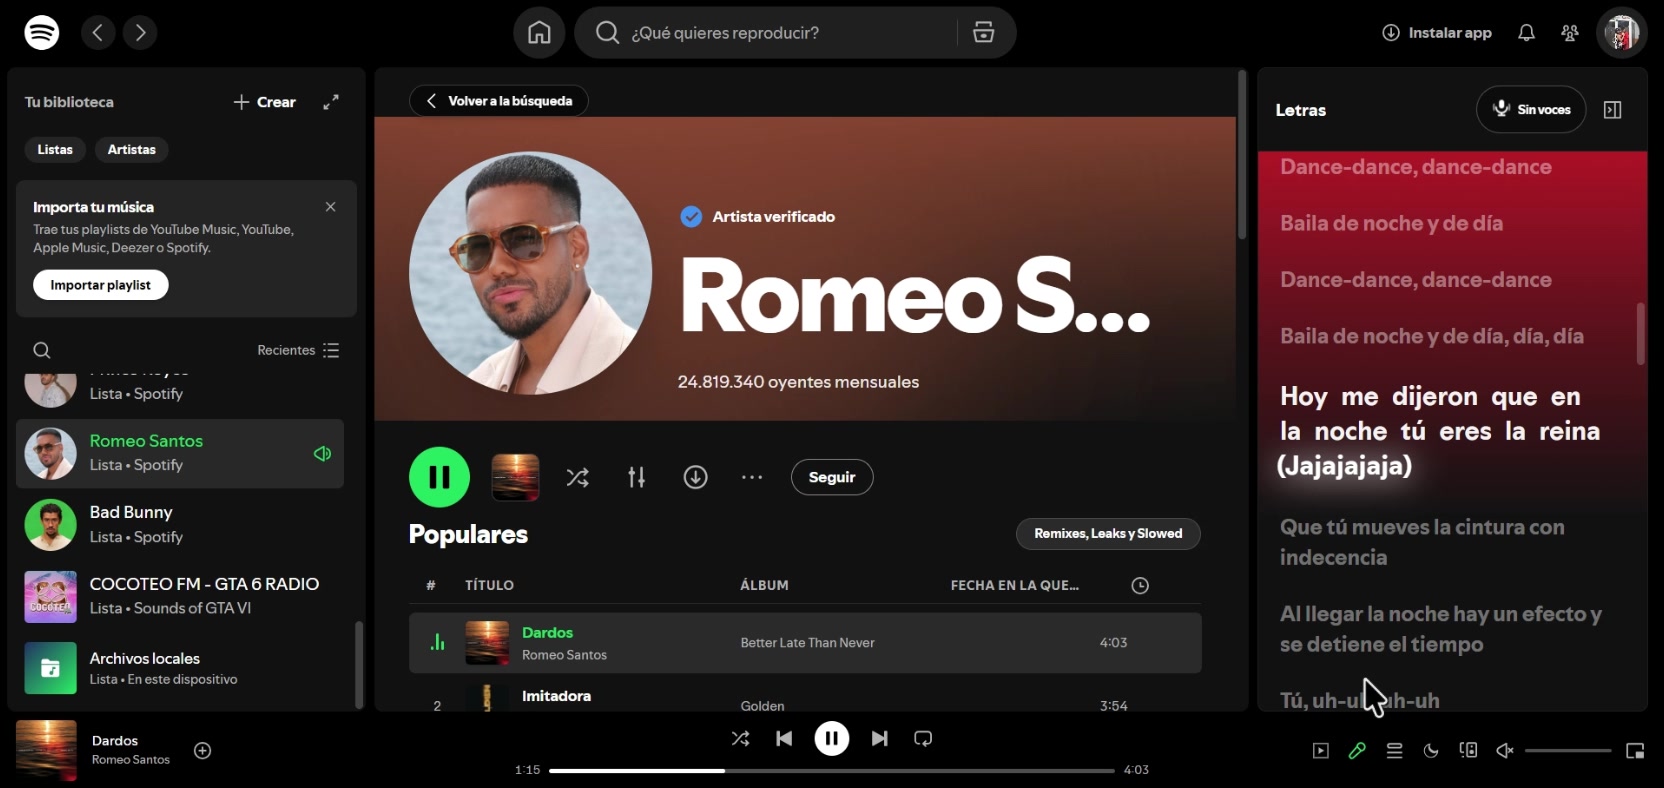 ¿Qué quieres reproducir?
Instalar app
Tu biblioteca
Crear
Listas
Artistas
Importa tu música
Trae tus playlists de YouTube Music, YouTube,
Apple Music, Deezer o Spotify.
Importar playlist
Recientes
Lista • Spotify
Romeo Santos
Lista • Spotify
Bad Bunny
Lista • Spotify
COCOTEO FM - GTA 6 RADIO
Lista • Sounds of GTA VI
Archivos locales
Lista • En este dispositivo
Volver a la búsqueda
Artista verificado
Romeo S...
24.819.340 oyentes mensuales
Seguir
Populares
Remixes, Leaks y Slowed
# TÍTULO ÁLBUM FECHA EN LA QUE...
Dardos
Romeo Santos
Better Late Than Never
4:03
2
Imitadora
Golden
3:54
Letras
Sin voces
Dance-dance, dance-dance
Baila de noche y de día
Dance-dance, dance-dance
Baila de noche y de día, día, día
Hoy me dijeron que en
la noche tú eres la reina
(Jajajajaja)
Que tú mueves la cintura con
indecencia
Al llegar la noche hay un efecto y
se detiene el tiempo
Tú, uh-uh
Dardos
Romeo Santos
1:15
4:03